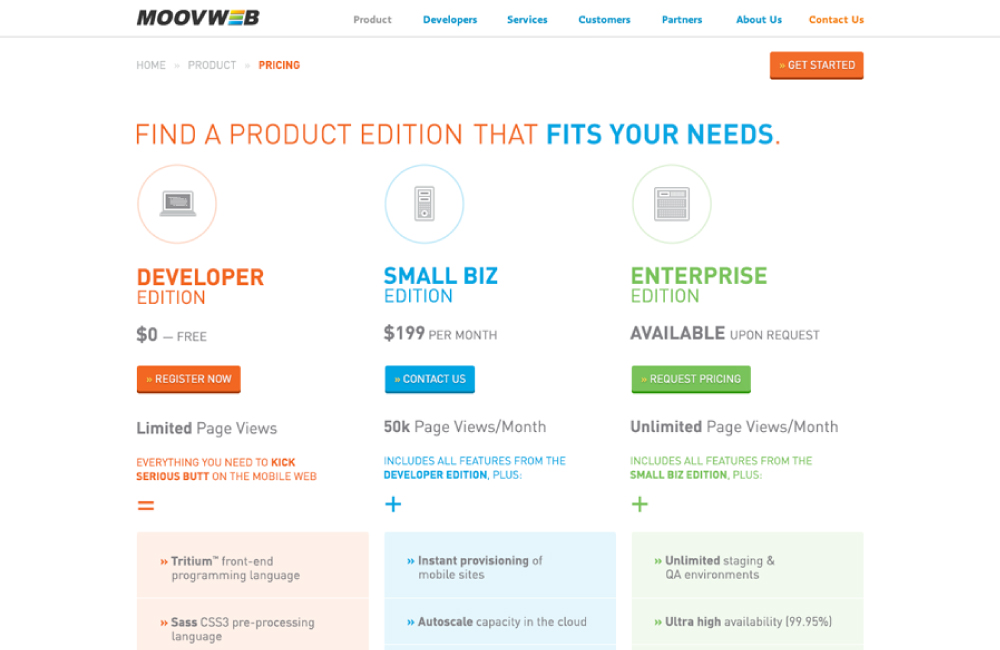 MOOVWEB
Product Developers Services Customers Partners About Us Contact Us
HOME » PRODUCT » PRICING
» GET STARTED
FIND A PRODUCT EDITION THAT FITS YOUR NEEDS.
DEVELOPER
EDITION
$0 — FREE
» REGISTER NOW
Limited Page Views
EVERYTHING YOU NEED TO KICK
SERIOUS BUTT ON THE MOBILE WEB
=
» Tritium™ front-end
programming language
» Sass CSS3 pre-processing
language
SMALL BIZ
EDITION
$199 PER MONTH
» CONTACT US
50k Page Views/Month
INCLUDES ALL FEATURES FROM THE
DEVELOPER EDITION, PLUS:
+
» Instant provisioning of
mobile sites
» Autoscale capacity in the cloud
ENTERPRISE
EDITION
AVAILABLE UPON REQUEST
» REQUEST PRICING
Unlimited Page Views/Month
INCLUDES ALL FEATURES FROM THE
SMALL BIZ EDITION, PLUS:
+
» Unlimited staging &
QA environments
» Ultra high availability (99.95%)